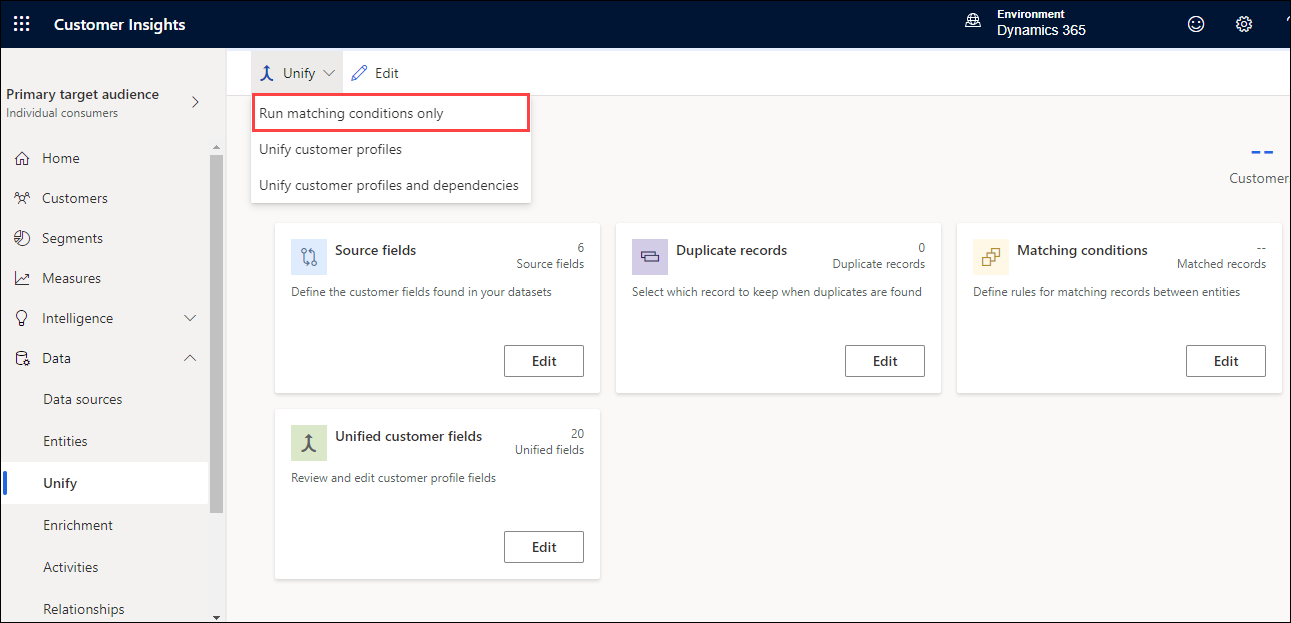 Customer Insights
Environment
Dynamics 365
Primary target audience
Individual consumers
Home
Customers
Segments
Measures
Intelligence
Data
Data sources
Entities
Unify
Enrichment
Activities
Relationships
Unify
Edit
Run matching conditions only
Unify customer profiles
Unify customer profiles and dependencies
--
Customer
Source fields
6
Source fields
Define the customer fields found in your datasets
Edit
Duplicate records
0
Duplicate records
Select which record to keep when duplicates are found
Edit
Matching conditions
--
Matched records
Define rules for matching records between entities
Edit
Unified customer fields
20
Unified fields
Review and edit customer profile fields
Edit